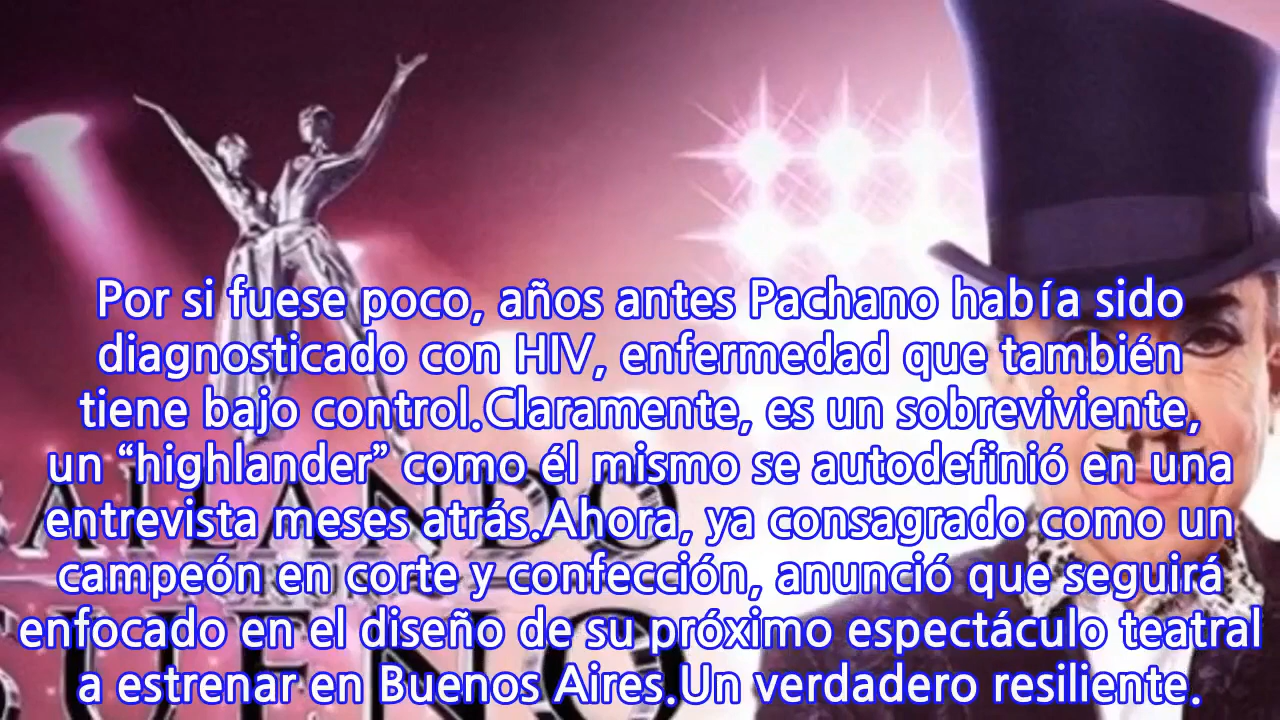 Por si fuese poco, años antes Pachano había sido
diagnosticado con HIV, enfermedad que también
tiene bajo control.Claramente, es un sobreviviente,
un “highlander” como él mismo se autodefinió en una
entrevista meses atrás.Ahora, ya consagrado como un
campeón en corte y confección, anunció que seguirá
enfocado en el diseño de su próximo espectáculo teatral
a estrenar en Buenos Aires.Un verdadero resiliente.